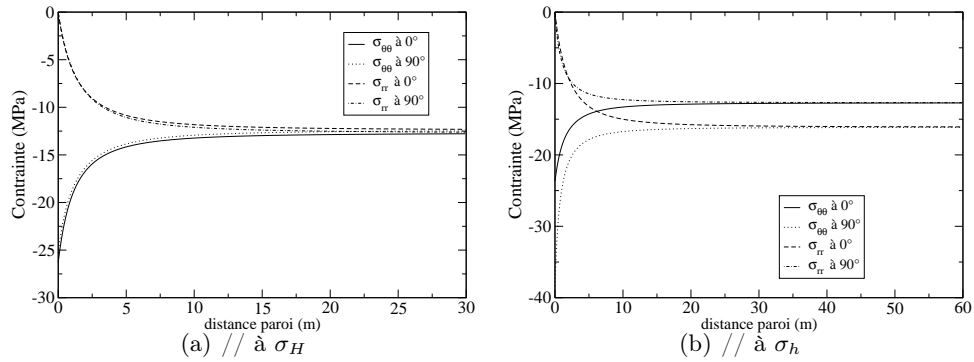 0
-5
-10
-15
-20
-25
-30
Contrainte (MPa)
σθθ à 0°
σθθ à 90°
σrr à 0°
σrr à 90°
0 5 10 15 20 25 30
distance paroi (m)
(a) // à σH
0
-10
-20
-30
-40
Contrainte (MPa)
σθθ à 0°
σθθ à 90°
σrr à 0°
σrr à 90°
0 10 20 30 40 50 60
distance paroi (m)
(b) // à σh